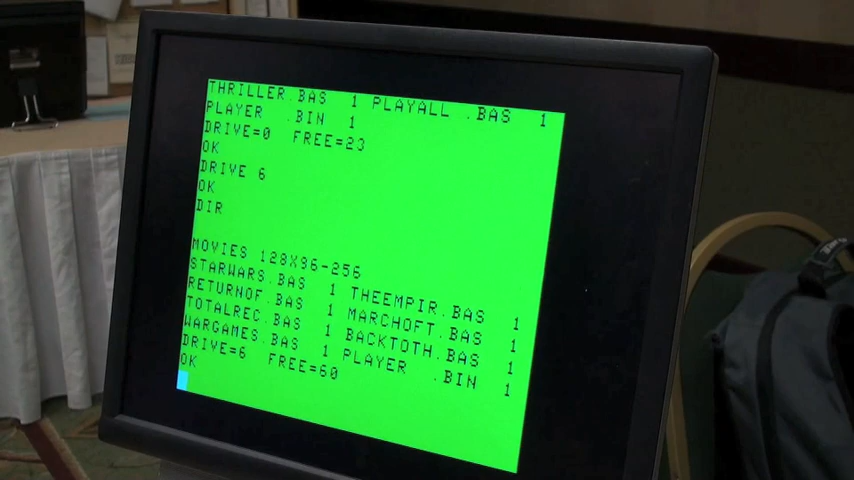 THRILLER.BAS 1 PLAYALL .BAS 1
PLAYER .BIN 1
DRIVE=0 FREE=23
OK
DRIVE 6
OK
DIR
MOVIES 128X96-256
STARWARS.BAS 1 THEEMPIR.BAS 1
RETURNOF.BAS 1 MARCHOFT.BAS 1
TOTALREC.BAS 1 BACKTOTH.BAS 1
WARGAMES.BAS 1 PLAYER .BIN 1
DRIVE=6 FREE=60
OK